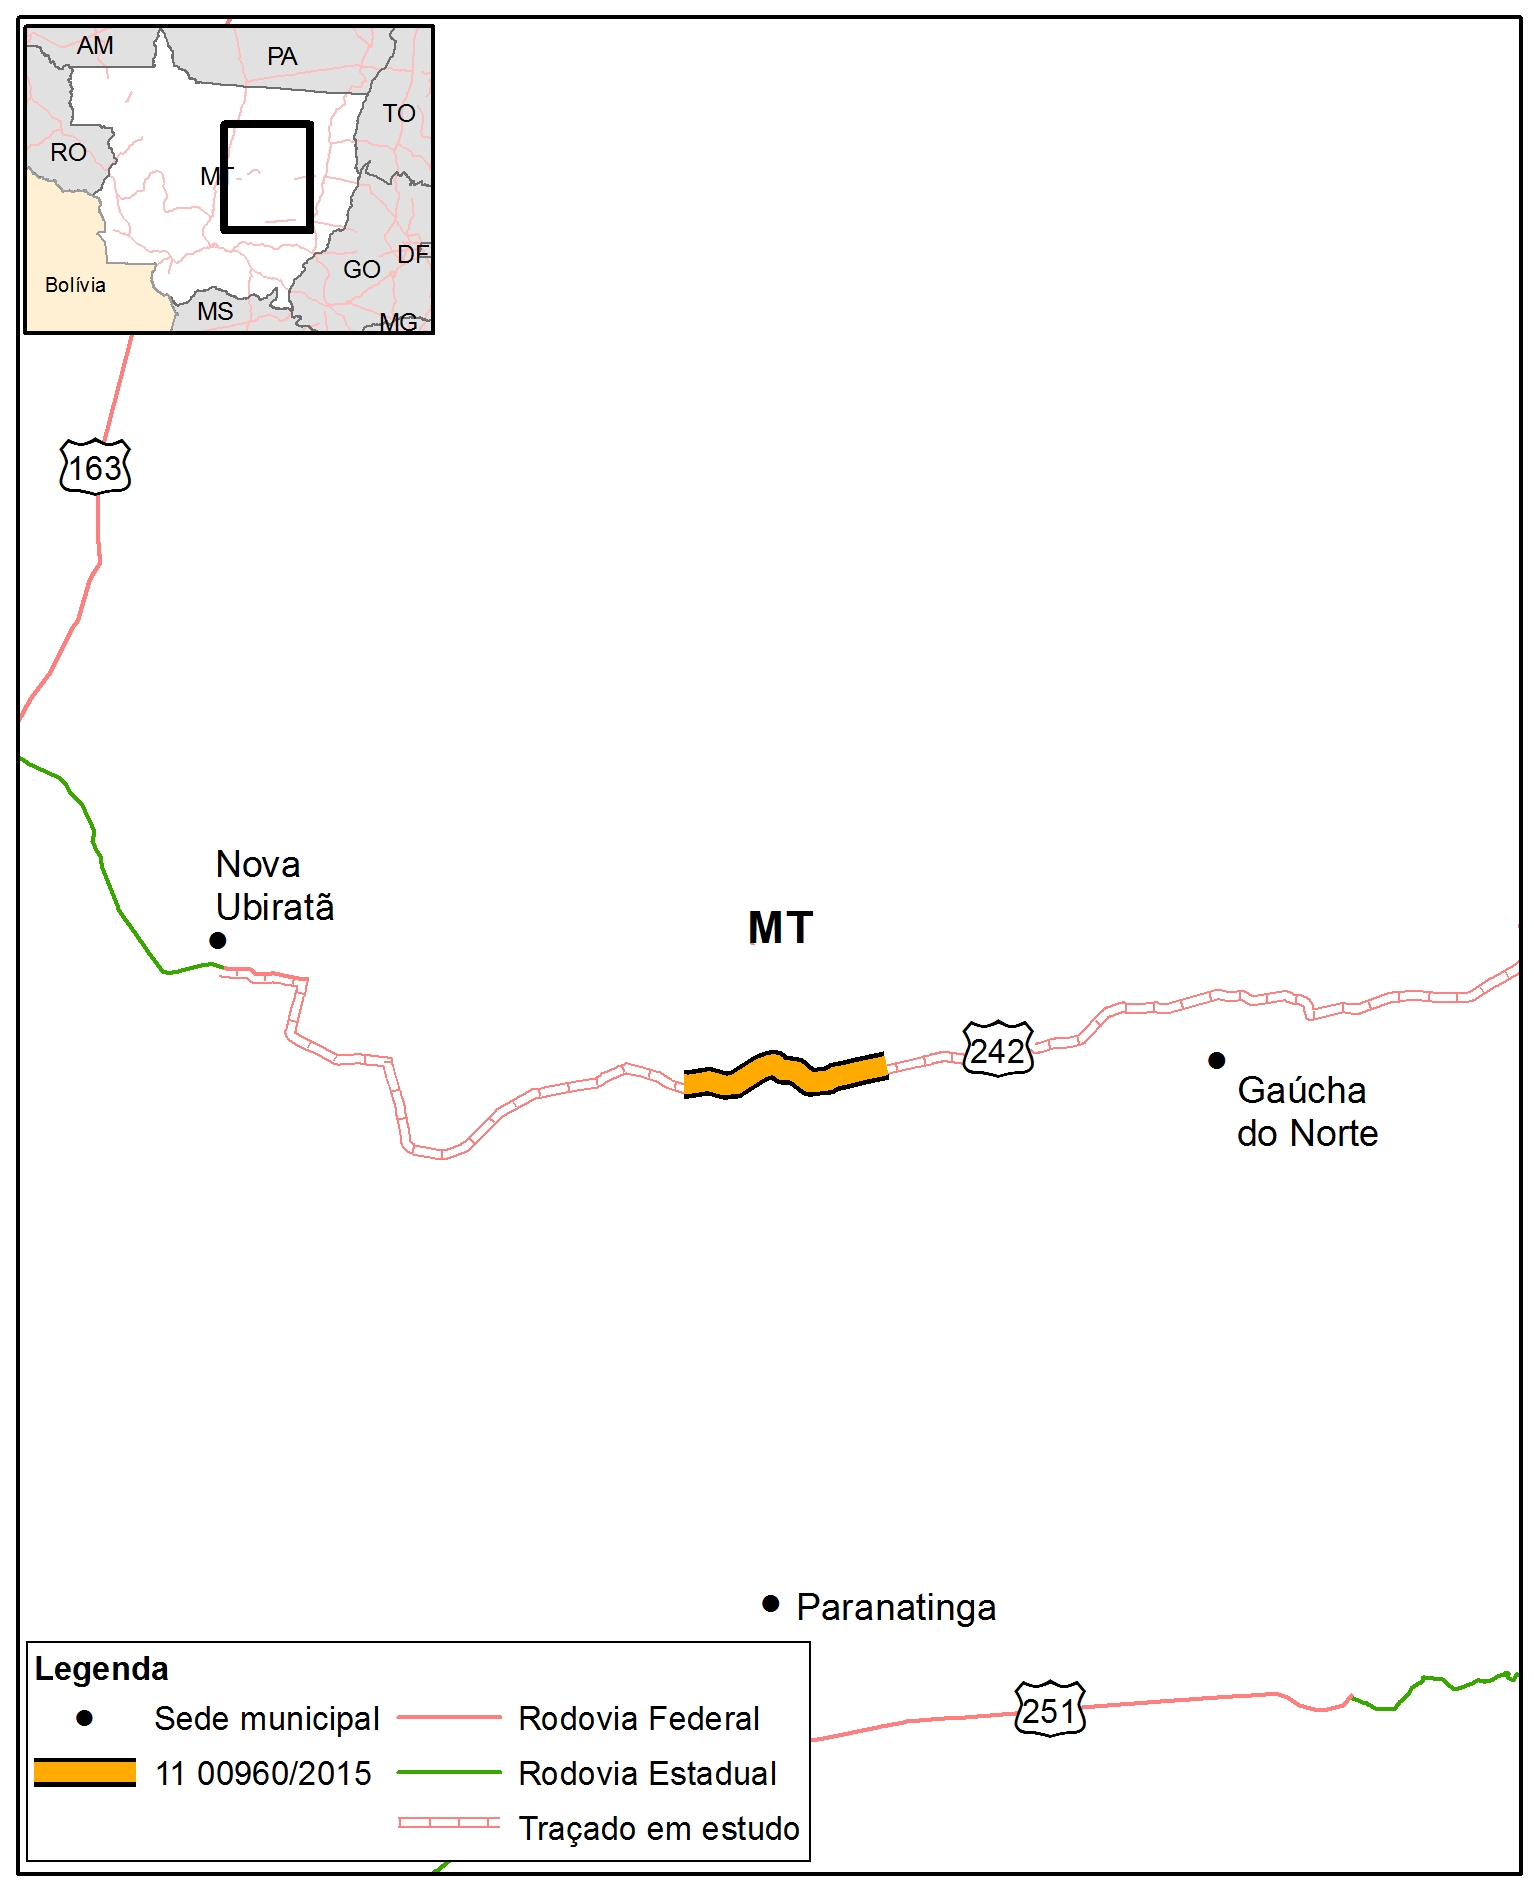 AM
PA
TO
RO
MT
DF
GO
Bolívia
MS
MG
163
Nova
Ubiratã
MT
242
Gaúcha
do Norte
Paranatinga
251
Legenda
Sede municipal
11 00960/2015
Rodovia Federal
Rodovia Estadual
Traçado em estudo